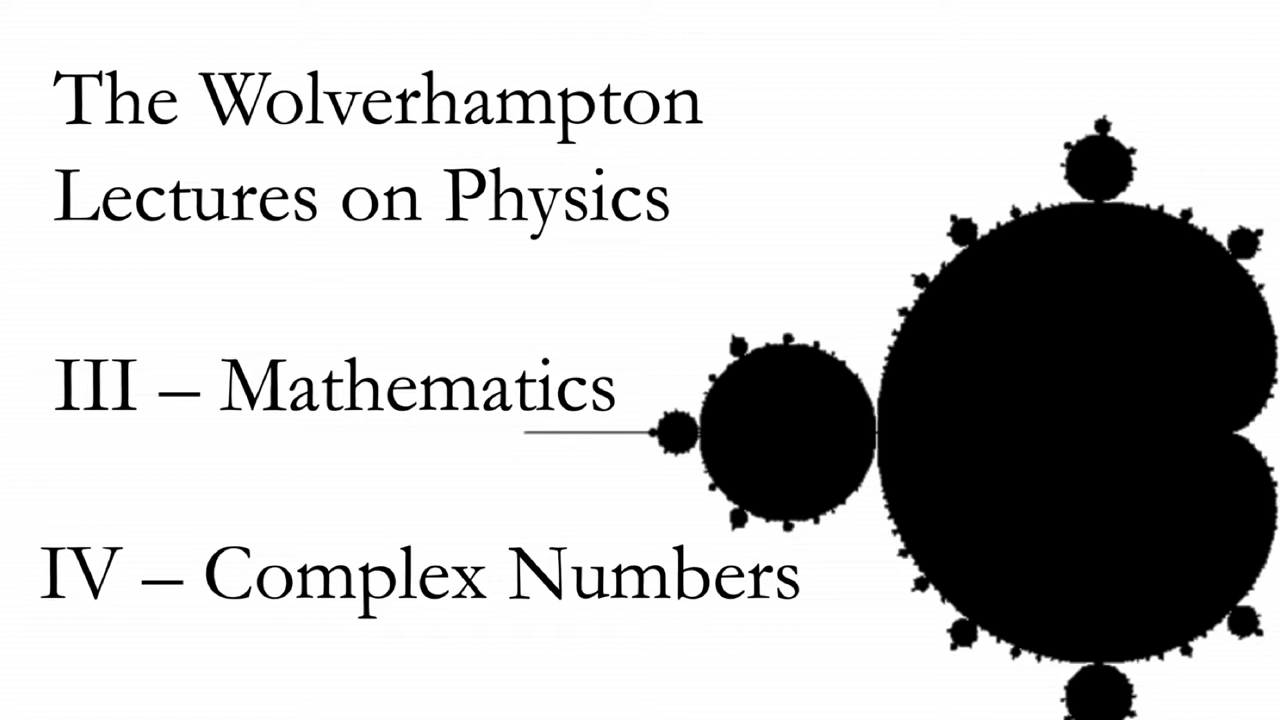 The Wolverhampton
Lectures on Physics
III – Mathematics
IV – Complex Numbers